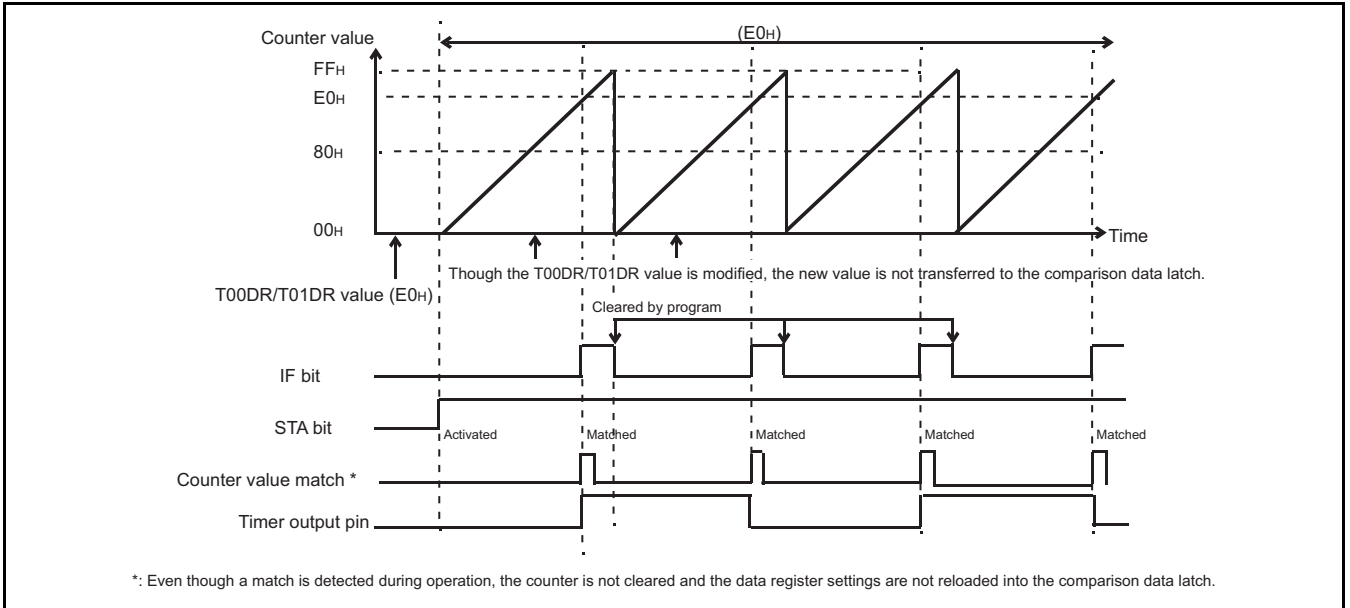 (E0H)
Counter value
FFH
E0H
80H
00H
Time
Though the T00DR/T01DR value is modified, the new value is not transferred to the comparison data latch.
T00DR/T01DR value (E0H)
Cleared by program
IF bit
STA bit
Activated
Matched
Matched
Matched
Matched
Counter value match *
Timer output pin
*: Even though a match is detected during operation, the counter is not cleared and the data register settings are not reloaded into the comparison data latch.